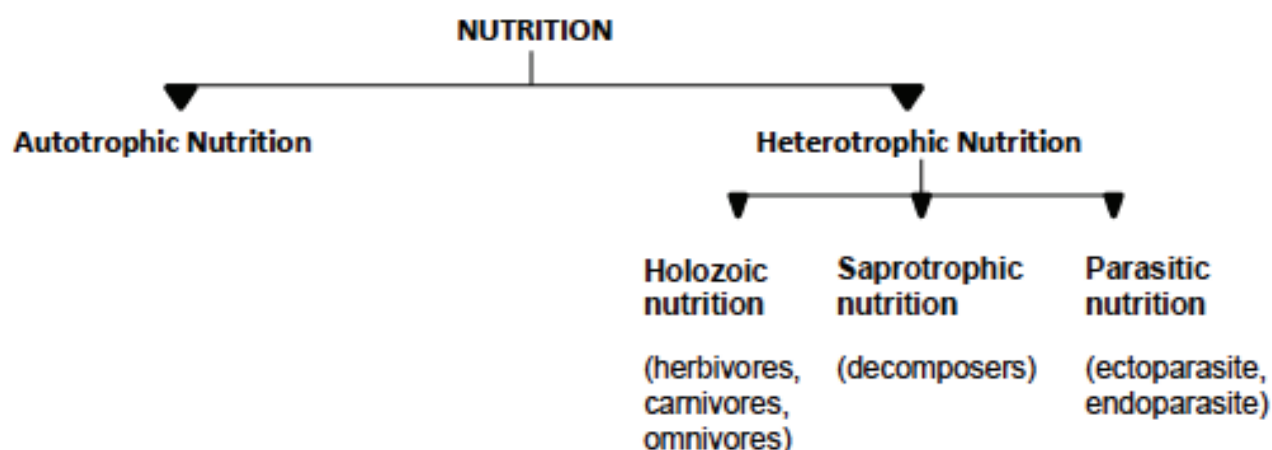 NUTRITION
Autotrophic Nutrition
Heterotrophic Nutrition
Holozoic
nutrition
(herbivores,
carnivores,
omnivores)
Saprotrophic
nutrition
(decomposers)
Parasitic
nutrition
(ectoparasite,
endoparasite)